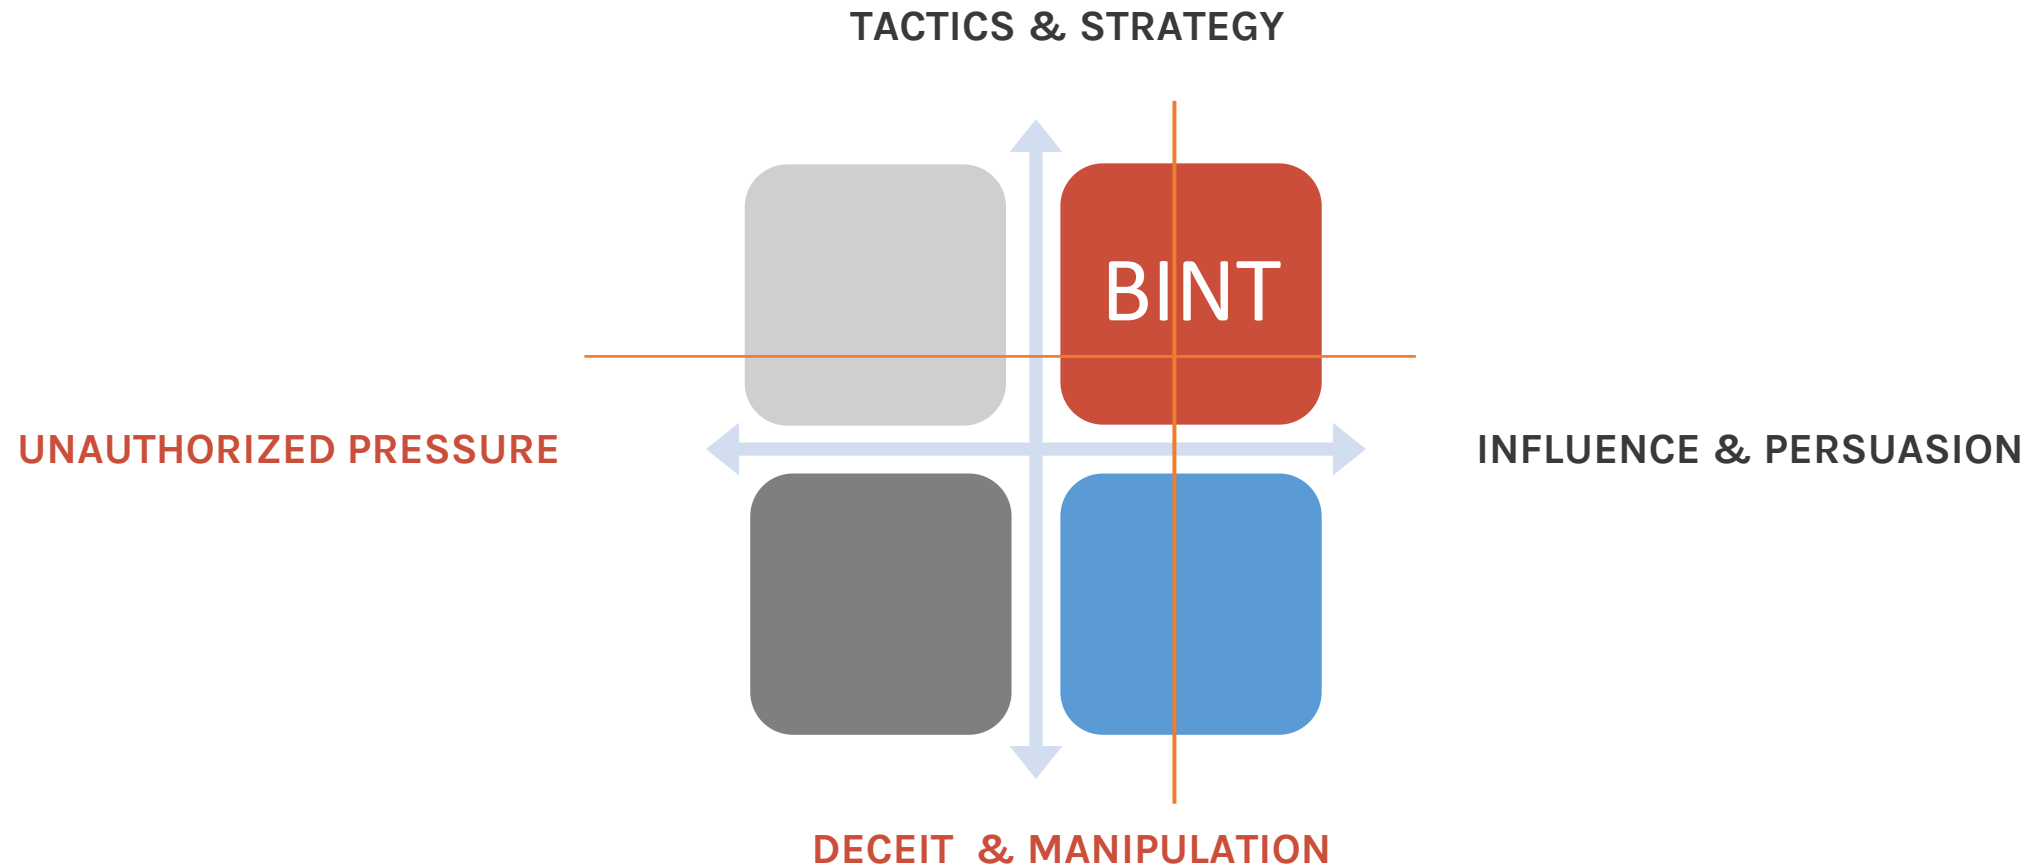 TACTICS & STRATEGY
BINT
UNAUTHORIZED PRESSURE
INFLUENCE & PERSUASION
DECEIT & MANIPULATION